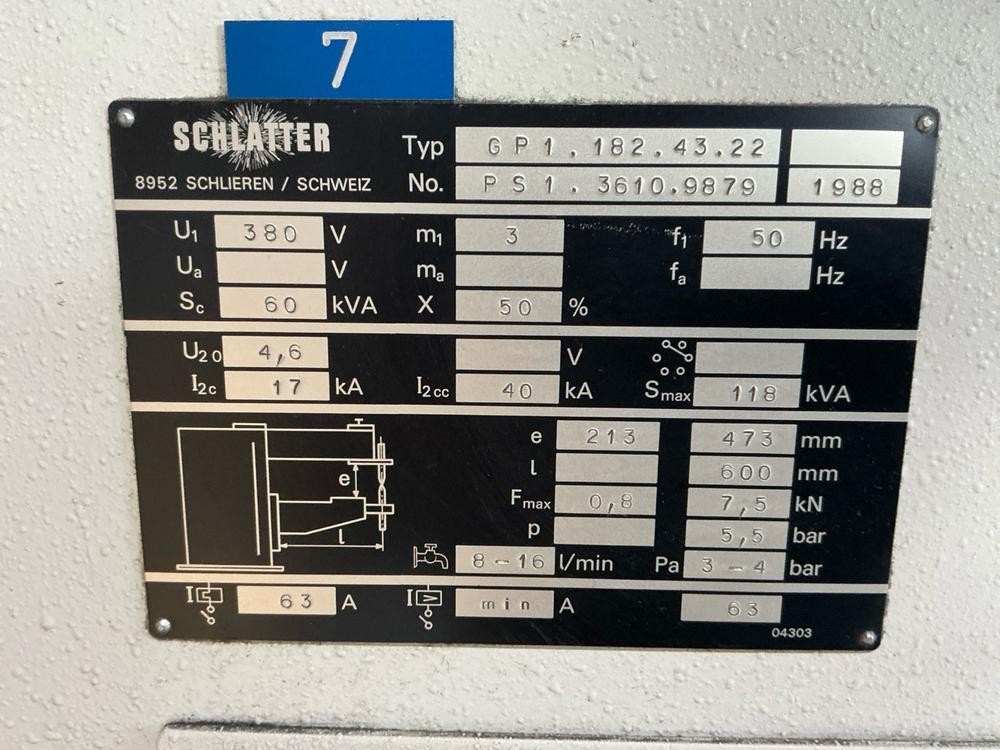 7
SCHLATTER
8952 SCHLIEREN / SCHWEIZ
Typ GP1.182.43.22
No. PS1.3610.9879 1988
U1 380 V m1 3 f1 50 Hz
Ua V ma fa Hz
Sc 60 kVA X 50 %
U20 4,6 V
I2c 17 kA I2cc 40 kA Smax 118 kVA
e 213 473 mm
l 600 mm
Fmax 0,8 7,5 kN
p 5,5 bar
8-16 l/min Pa 3-4 bar
e
l
I 63 A I min A 63
04303